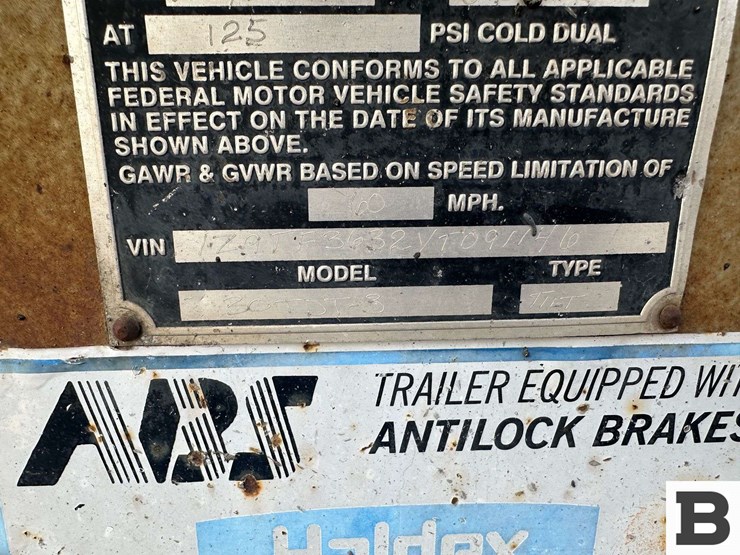 AT 125 PSI COLD DUAL
THIS VEHICLE CONFORMS TO ALL APPLICABLE
FEDERAL MOTOR VEHICLE SAFETY STANDARDS
IN EFFECT ON THE DATE OF ITS MANUFACTURE
SHOWN ABOVE.
GAWR & GVWR BASED ON SPEED LIMITATION OF
60 MPH.
VIN
MODEL TYPE
ABS TRAILER EQUIPPED
ANTILOCK BRAKES
Haldex
B